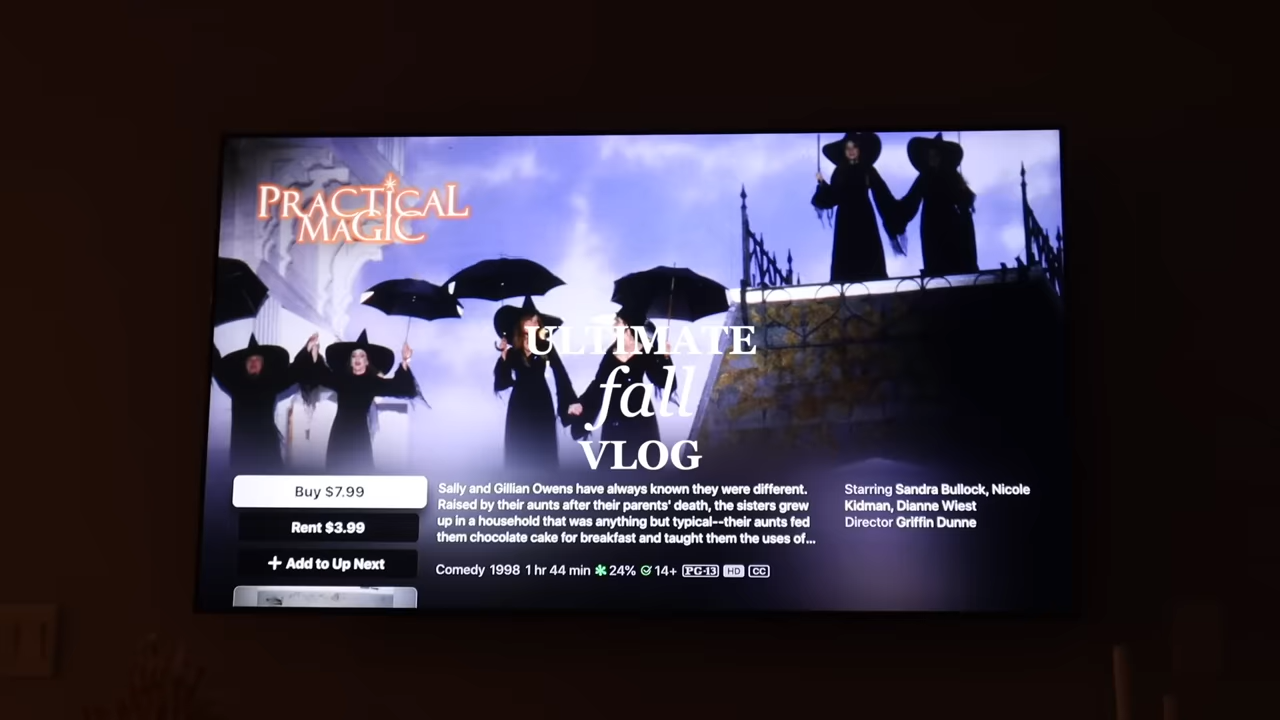 PRACTICAL
MAGIC
ULTIMATE
fall
VLOG
Buy $7.99
Rent $3.99
+ Add to Up Next
Sally and Gillian Owens have always known they were different.
Raised by their aunts after their parents' death, the sisters grew
up in a household that was anything but typical--their aunts fed
them chocolate cake for breakfast and taught them the uses of...
Comedy 1998 1 hr 44 min 24% 14+ PG-13 HD CC
Starring Sandra Bullock, Nicole
Kidman, Dianne Wiest
Director Griffin Dunne